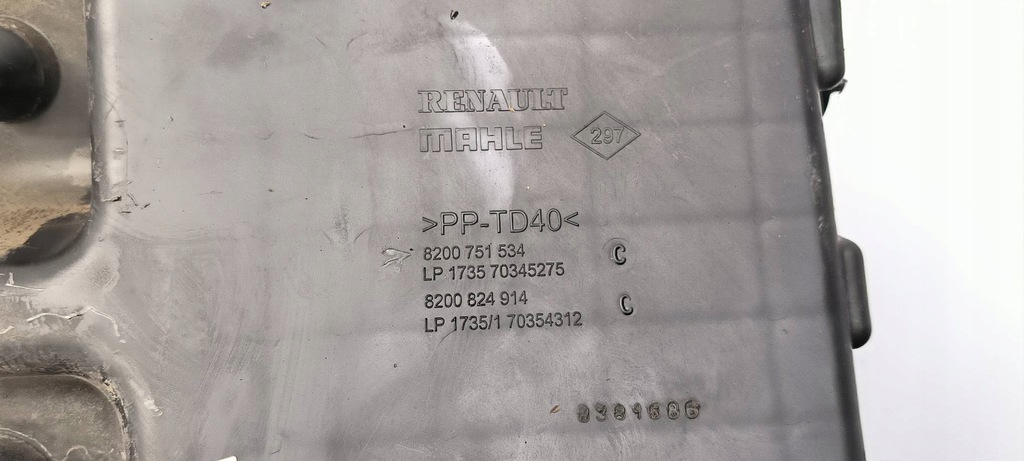 RENAULT
MAHLE 297
>PP-TD40<
8200 751 534 C
LP 1735 70345275
8200 824 914 C
LP 1735/1 70354312